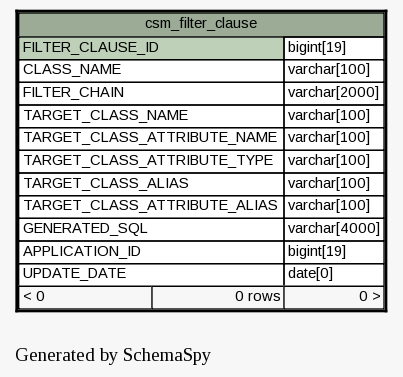 csm_filter_clause
FILTER_CLAUSE_ID bigint[19]
CLASS_NAME varchar[100]
FILTER_CHAIN varchar[2000]
TARGET_CLASS_NAME varchar[100]
TARGET_CLASS_ATTRIBUTE_NAME varchar[100]
TARGET_CLASS_ATTRIBUTE_TYPE varchar[100]
TARGET_CLASS_ALIAS varchar[100]
TARGET_CLASS_ATTRIBUTE_ALIAS varchar[100]
GENERATED_SQL varchar[4000]
APPLICATION_ID bigint[19]
UPDATE_DATE date[0]
< 0 0 rows 0 >
Generated by SchemaSpy